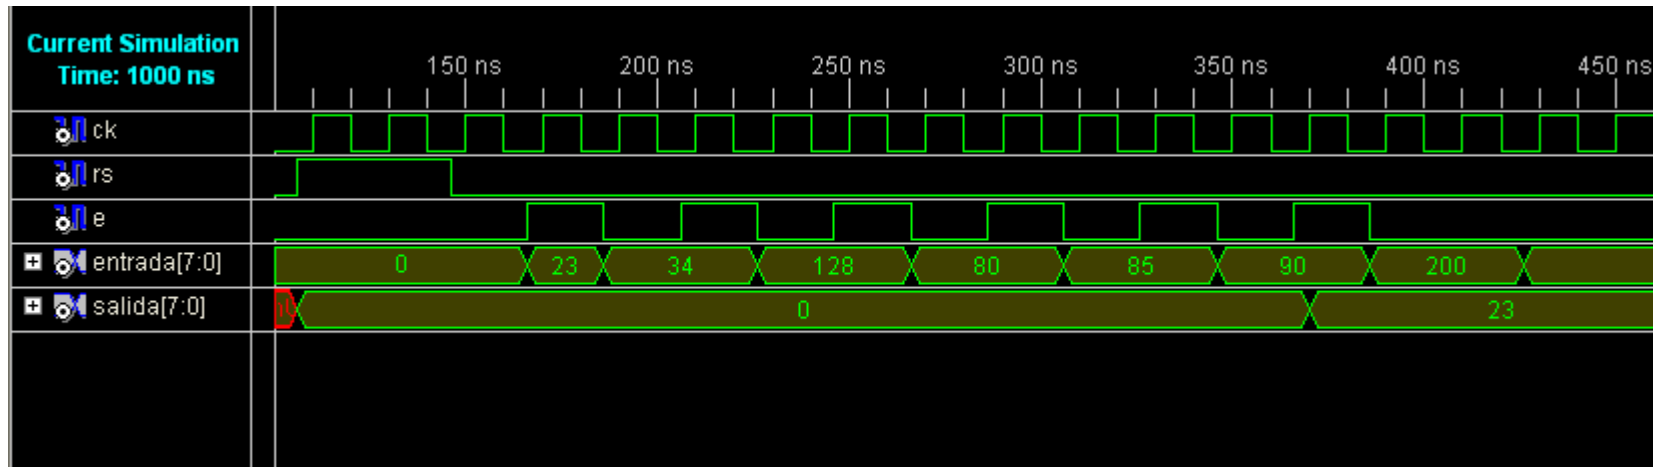 Current Simulation
Time: 1000 ns
150 ns 200 ns 250 ns 300 ns 350 ns 400 ns 450 ns
ck
rs
e
entrada[7:0] 0 23 34 128 80 85 90 200
salida[7:0] 0 23